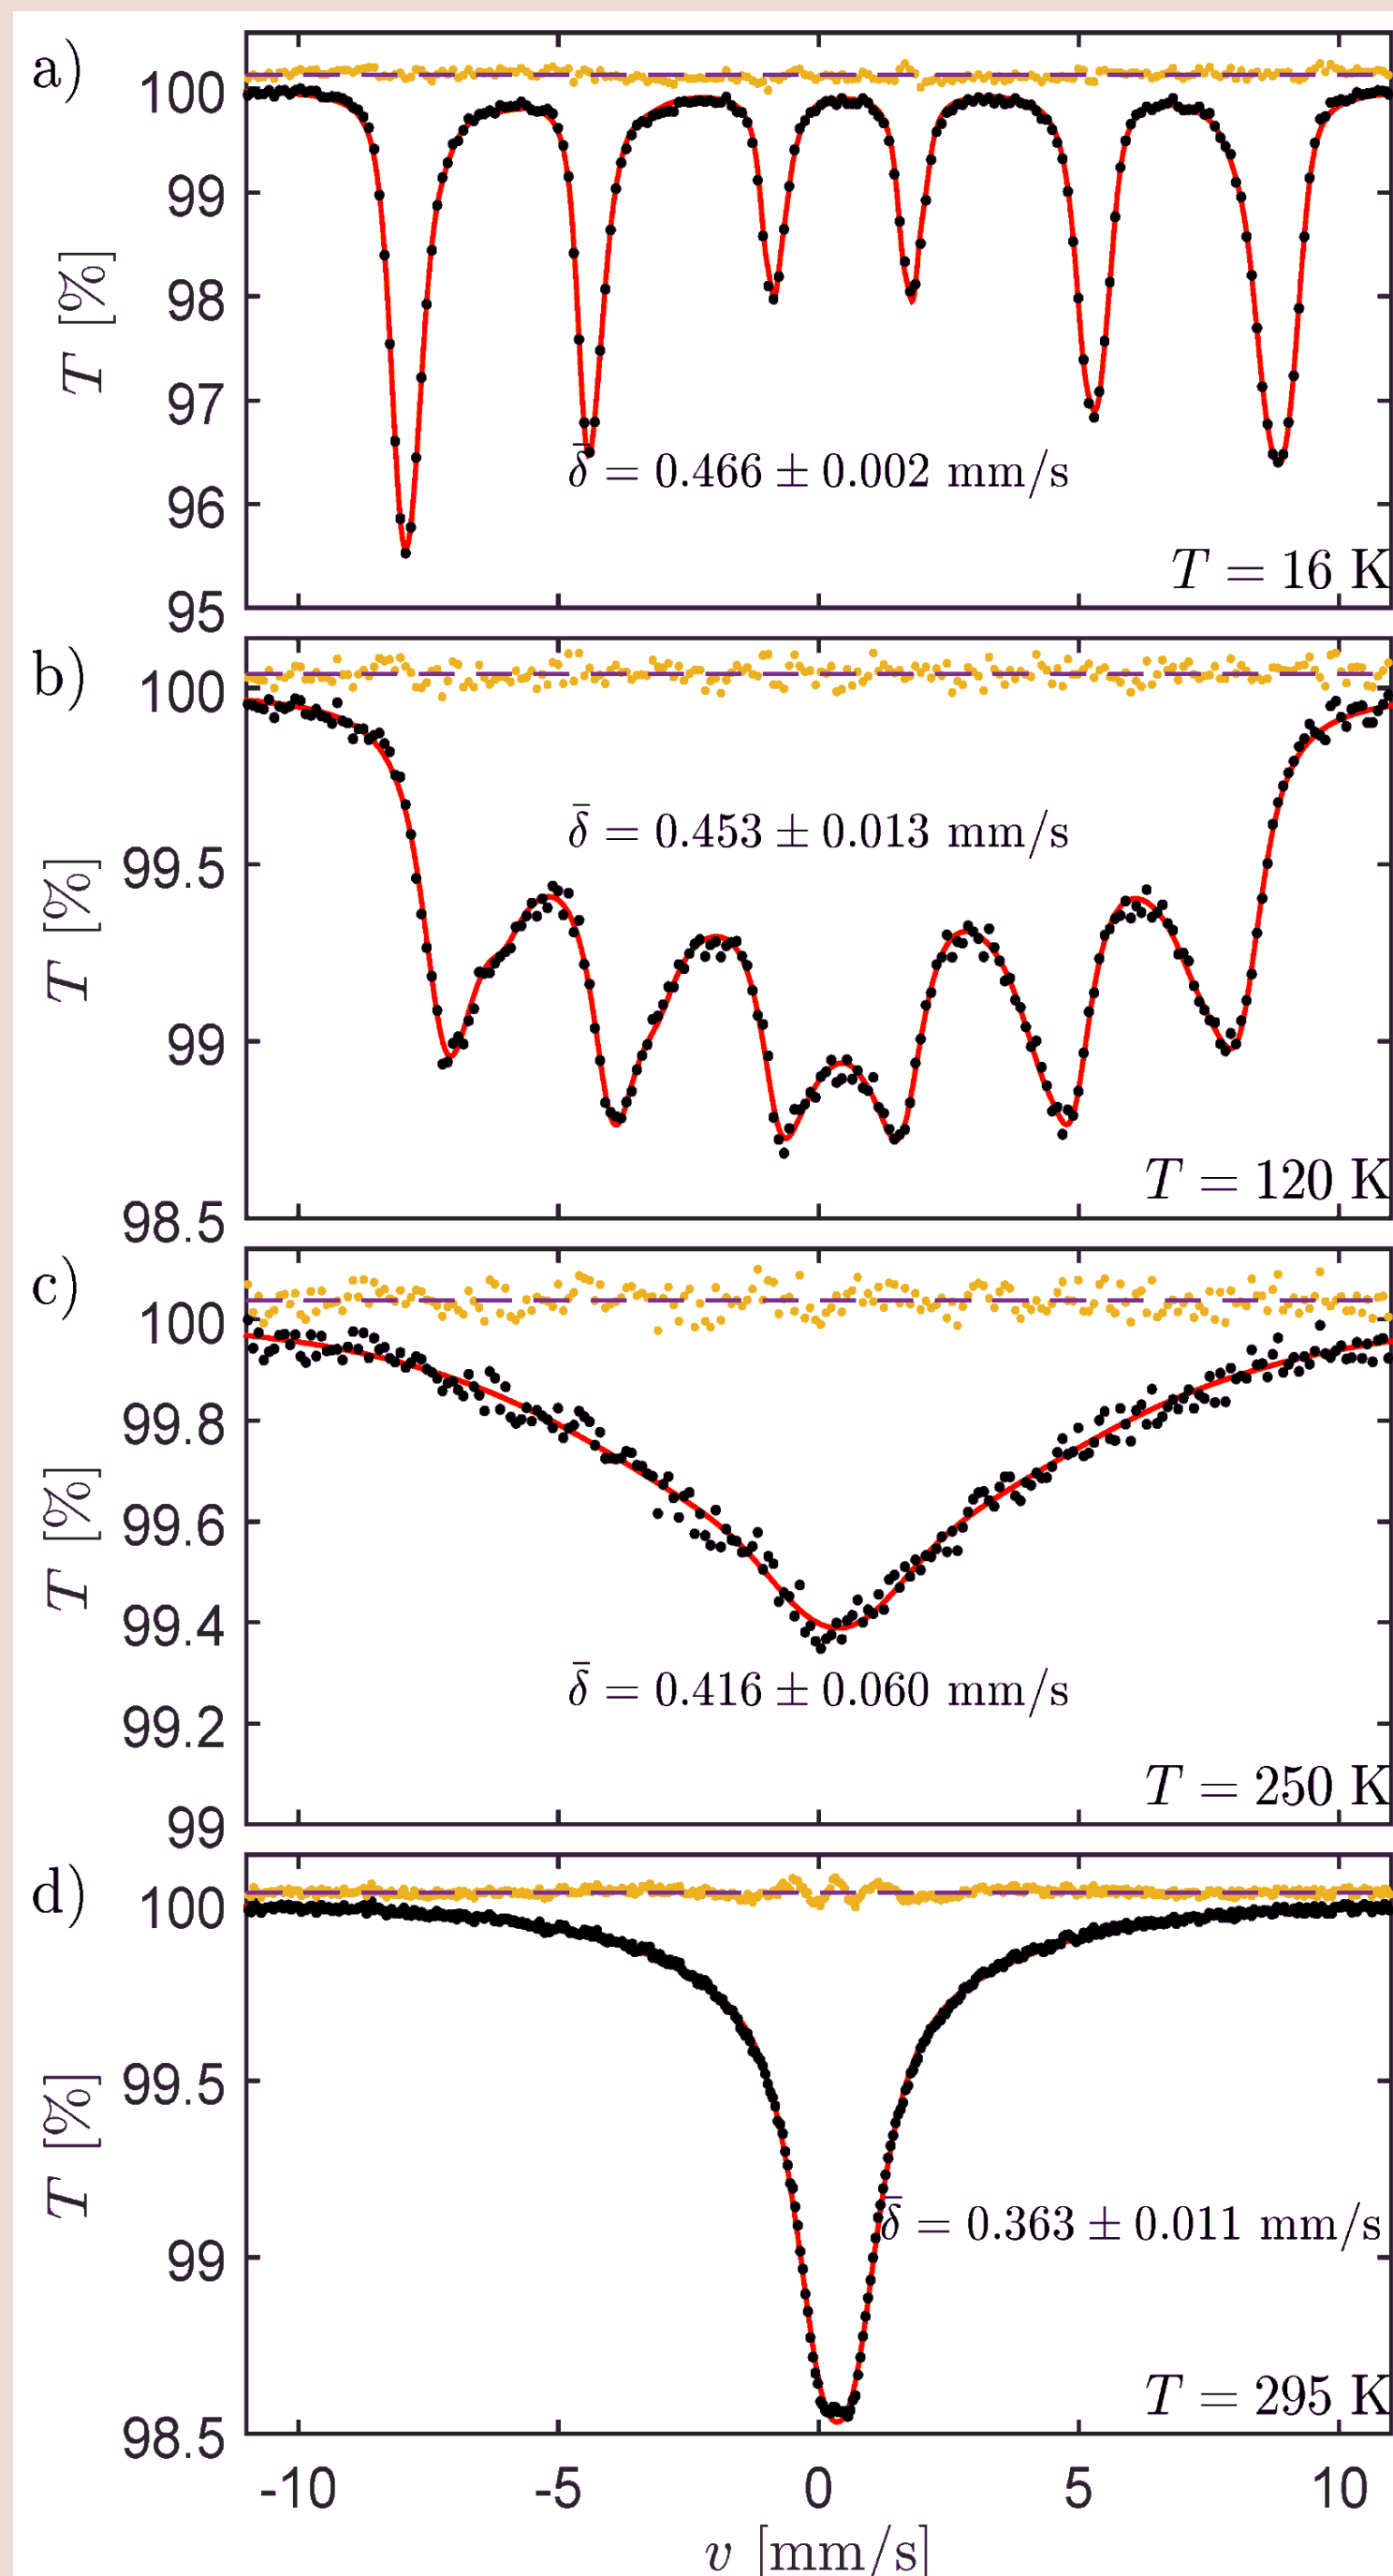 a)
100
99
98
97
96
95
T [%]
δ̄ = 0.466 ± 0.002 mm/s
T = 16 K
b)
100
99.5
99
98.5
T [%]
δ̄ = 0.453 ± 0.013 mm/s
T = 120 K
c)
100
99.8
99.6
99.4
99.2
99
T [%]
δ̄ = 0.416 ± 0.060 mm/s
T = 250 K
d)
100
99.5
99
98.5
T [%]
δ̄ = 0.363 ± 0.011 mm/s
T = 295 K
-10 -5 0 5 10
v [mm/s]